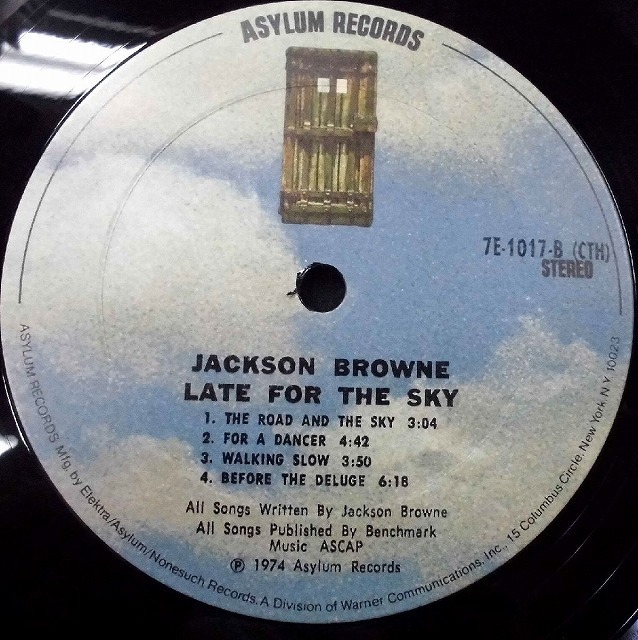 ASYLUM RECORDS
7E-1017-B (CTH)
STEREO
JACKSON BROWNE
LATE FOR THE SKY
1. THE ROAD AND THE SKY 3:04
2. FOR A DANCER 4:42
3. WALKING SLOW 3:50
4. BEFORE THE DELUGE 6:18
All Songs Written By Jackson Browne
All Songs Published By Benchmark
Music ASCAP
℗ 1974 Asylum Records
ASYLUM RECORDS Mfg. by Elektra/Asylum/Nonesuch Records, A Division of Warner Communications, Inc., 15 Columbus Circle, New York N.Y. 10023